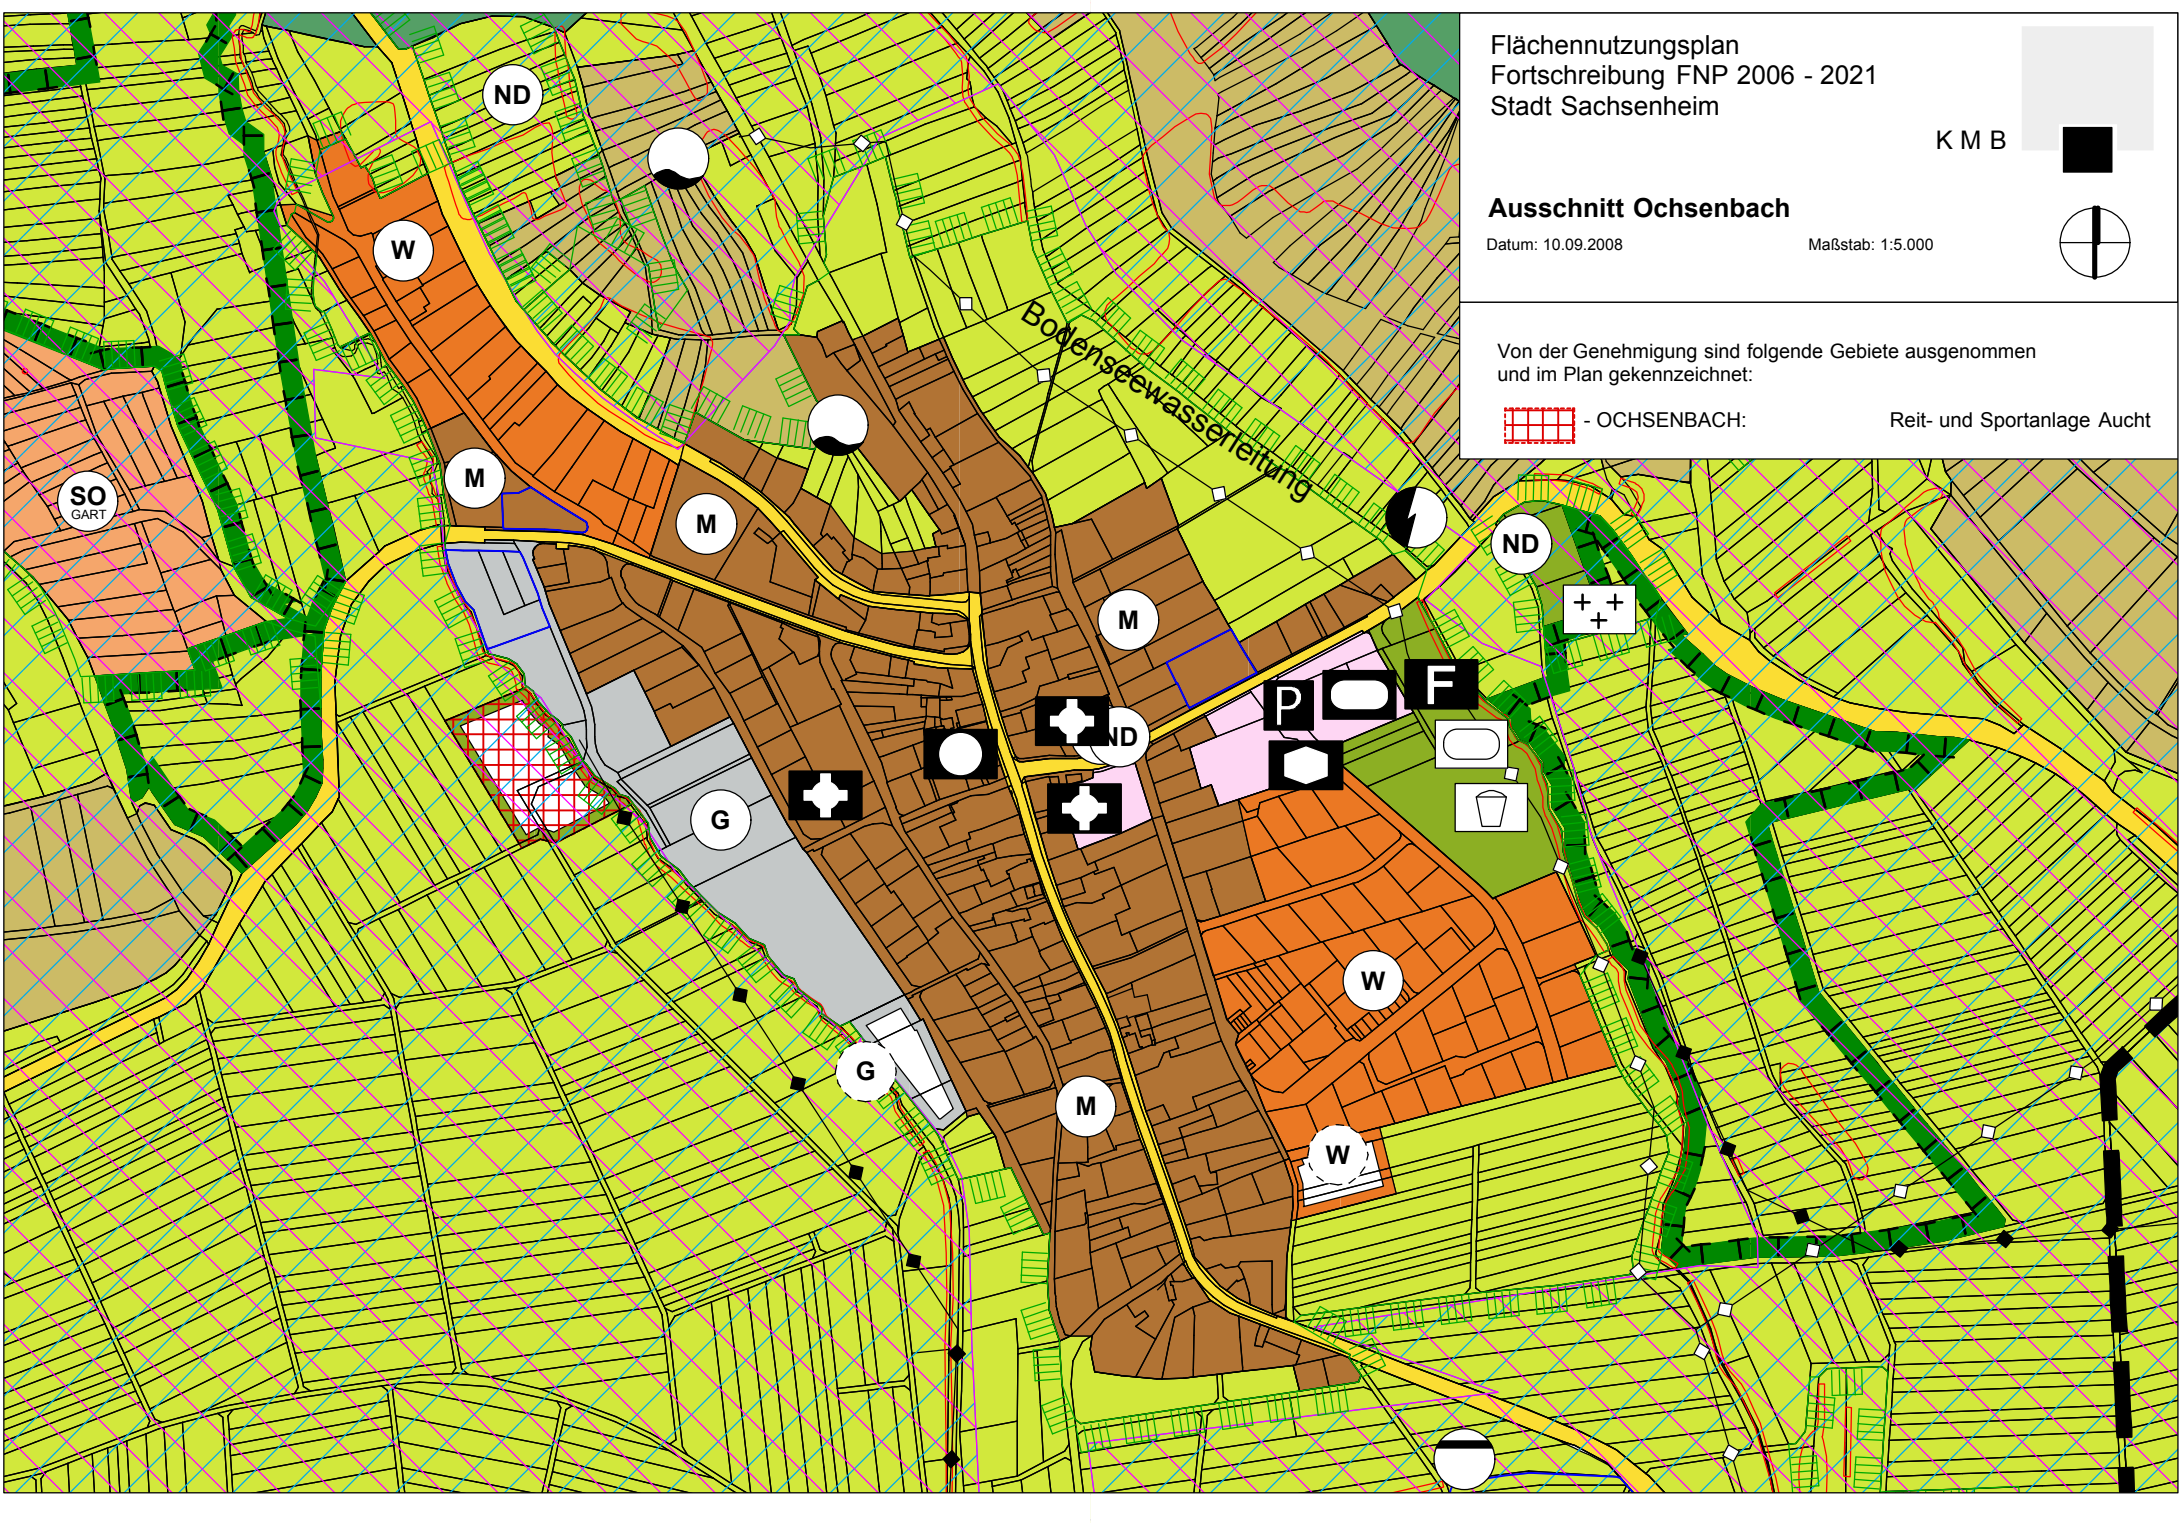 Flächennutzungsplan
Fortschreibung FNP 2006 - 2021
Stadt Sachsenheim
K M B
Ausschnitt Ochsenbach
Datum: 10.09.2008 Maßstab: 1:5.000
Von der Genehmigung sind folgende Gebiete ausgenommen
und im Plan gekennzeichnet:
- OCHSENBACH: Reit- und Sportanlage Aucht
ND
W
Bodenseewasserleitung
M
SO
GART
M
ND
M
P
F
ND
G
W
G
M
W